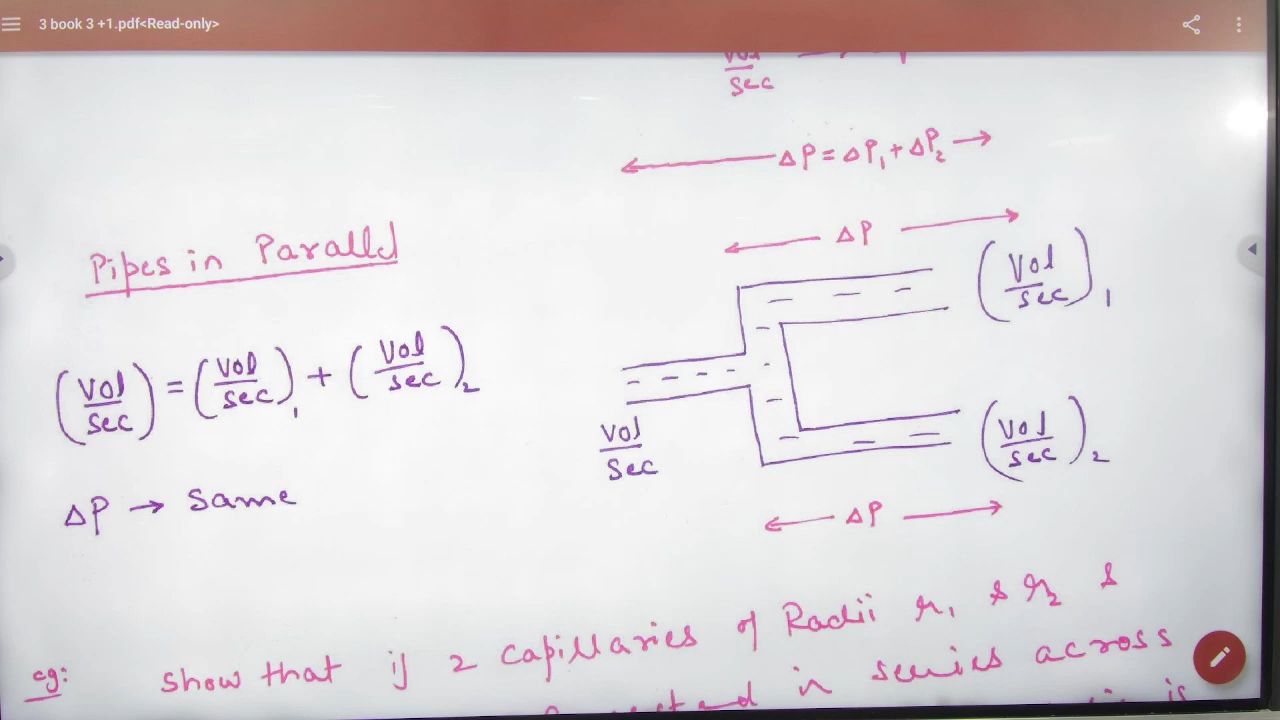 3 book 3 +1.pdf<Read-only>
sec
ΔP = ΔP₁ + ΔP₂
ΔP
Pipes in Parallel
(Vol/sec)₁
(Vol/sec) = (Vol/sec)₁ + (Vol/sec)₂
Vol/Sec
(Vol/sec)₂
ΔP → Same
ΔP
eg: Show that if 2 capillaries of Radii r₁ & r₂ &
in series across
is